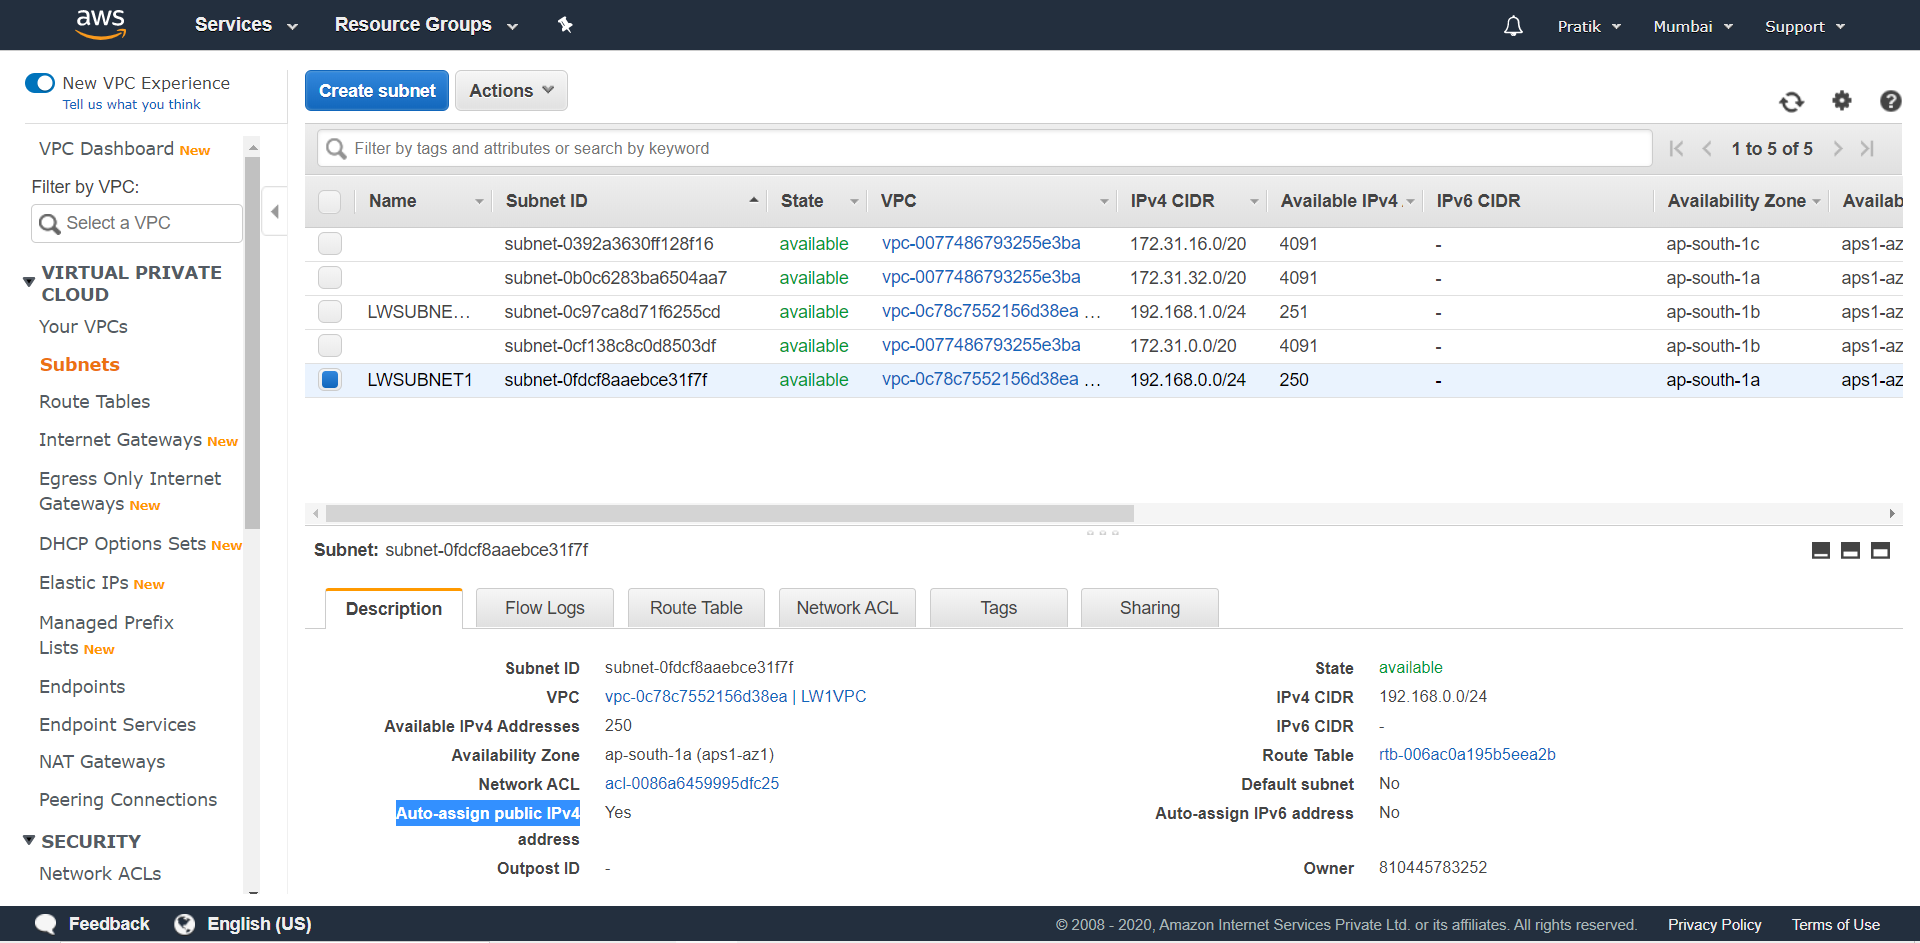 aws Services Resource Groups Pratik Mumbai Support
New VPC Experience
Tell us what you think
VPC Dashboard New
Filter by VPC:
Select a VPC
VIRTUAL PRIVATE
CLOUD
Your VPCs
Subnets
Route Tables
Internet Gateways New
Egress Only Internet
Gateways New
DHCP Options Sets New
Elastic IPs New
Managed Prefix
Lists New
Endpoints
Endpoint Services
NAT Gateways
Peering Connections
SECURITY
Network ACLs
Create subnet Actions
Filter by tags and attributes or search by keyword 1 to 5 of 5
Name Subnet ID State VPC IPv4 CIDR Available IPv4 IPv6 CIDR Availability Zone Availab
subnet-0392a3630ff128f16 available vpc-0077486793255e3ba 172.31.16.0/20 4091 - ap-south-1c aps1-az
subnet-0b0c6283ba6504aa7 available vpc-0077486793255e3ba 172.31.32.0/20 4091 - ap-south-1a aps1-az
LWSUBNE... subnet-0c97ca8d71f6255cd available vpc-0c78c7552156d38ea ... 192.168.1.0/24 251 - ap-south-1b aps1-az
subnet-0cf138c8c0d8503df available vpc-0077486793255e3ba 172.31.0.0/20 4091 - ap-south-1b aps1-az
LWSUBNET1 subnet-0fdcf8aaebce31f7f available vpc-0c78c7552156d38ea ... 192.168.0.0/24 250 - ap-south-1a aps1-az
Subnet: subnet-0fdcf8aaebce31f7f
Description Flow Logs Route Table Network ACL Tags Sharing
Subnet ID subnet-0fdcf8aaebce31f7f State available
VPC vpc-0c78c7552156d38ea | LW1VPC IPv4 CIDR 192.168.0.0/24
Available IPv4 Addresses 250 IPv6 CIDR -
Availability Zone ap-south-1a (aps1-az1) Route Table rtb-006ac0a195b5eea2b
Network ACL acl-0086a6459995dfc25 Default subnet No
Auto-assign public IPv4 Yes Auto-assign IPv6 address No
address
Outpost ID - Owner 810445783252
Feedback English (US) © 2008 - 2020, Amazon Internet Services Private Ltd. or its affiliates. All rights reserved. Privacy Policy Terms of Use